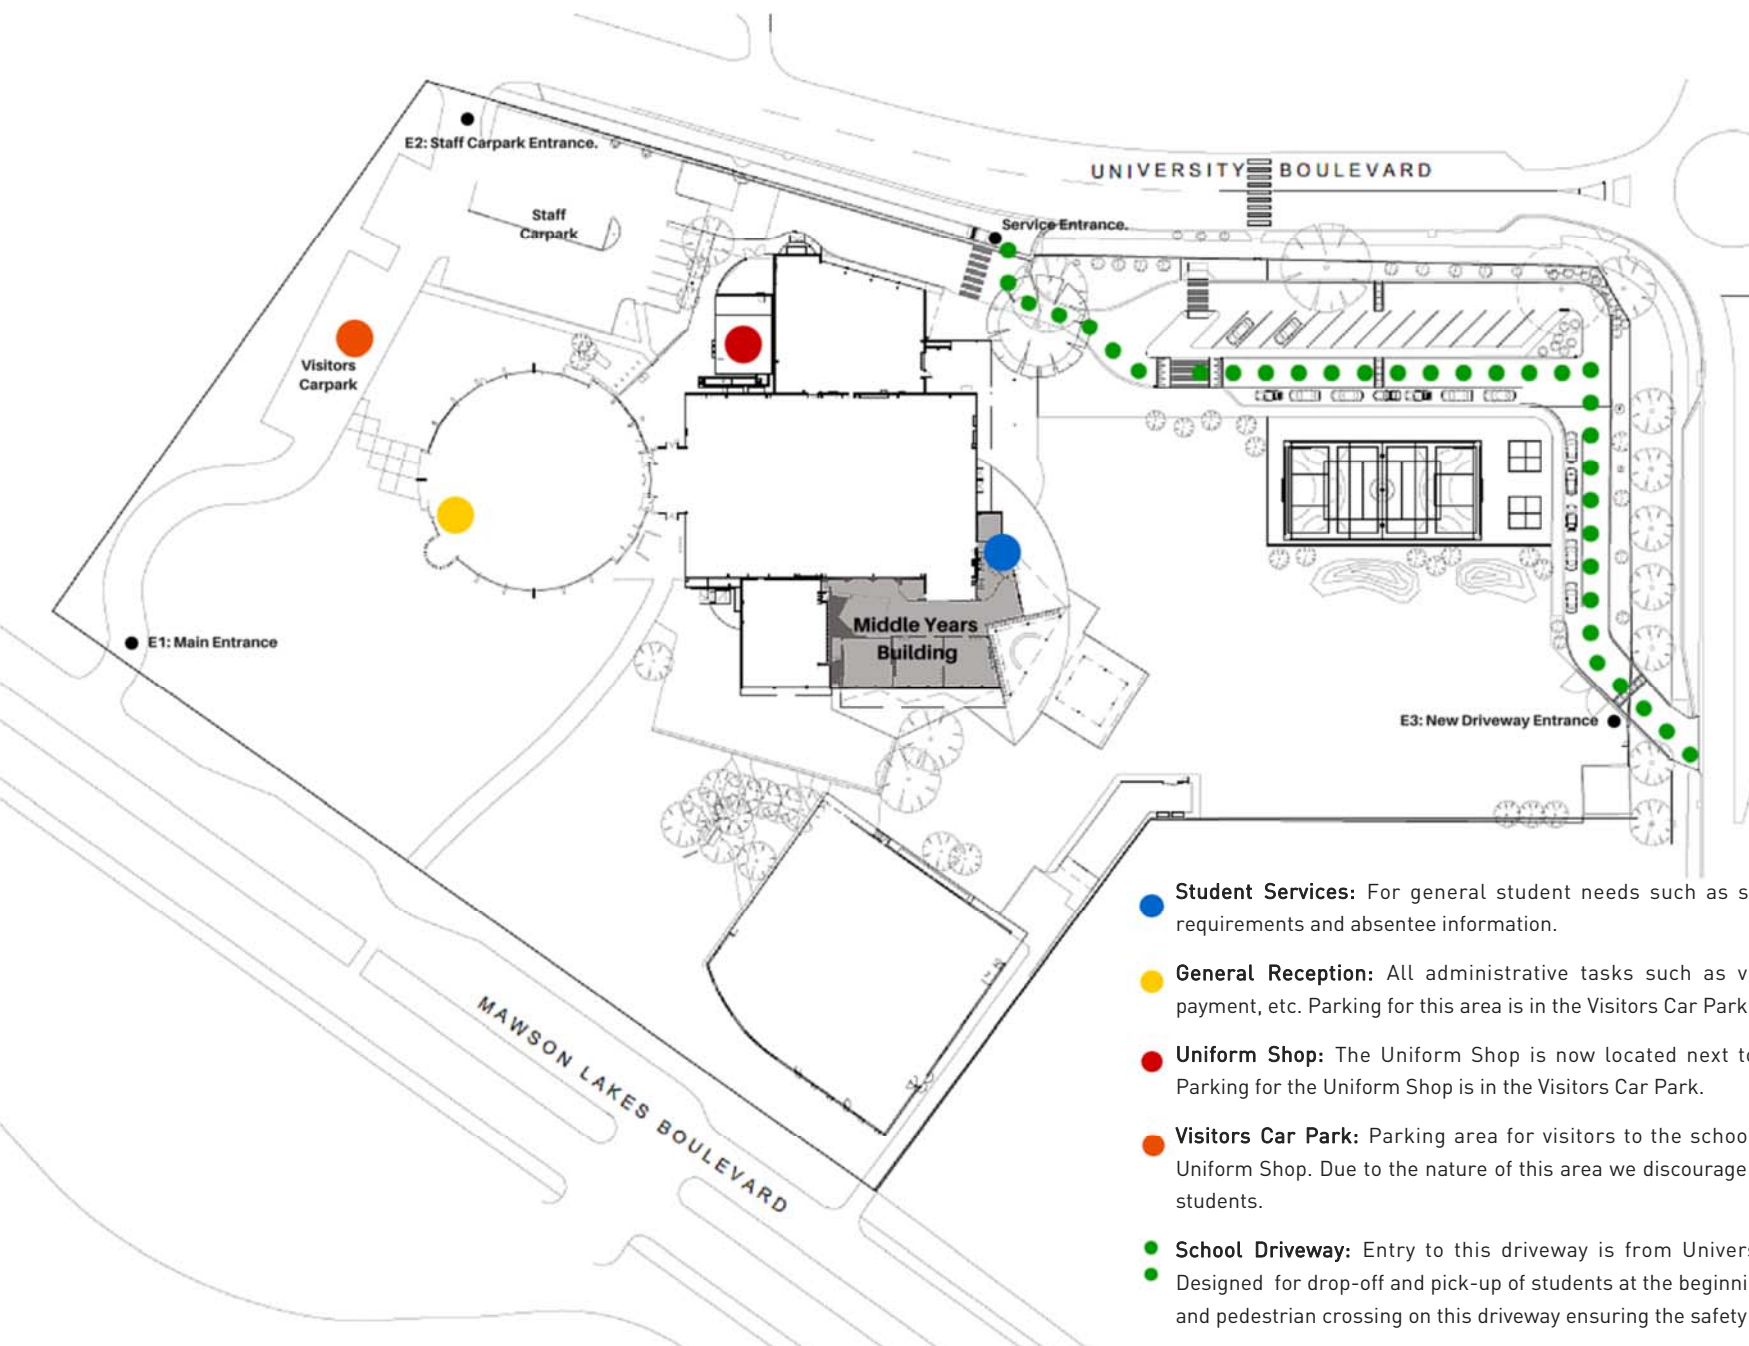 UNIVERSITY BOULEVARD
E2: Staff Carpark Entrance.
Staff
Carpark
Service Entrance.
Visitors
Carpark
Middle Years
Building
E1: Main Entrance
E3: New Driveway Entrance
MAWSON LAKES BOULEVARD
Student Services: For general student needs such as s
requirements and absentee information.
General Reception: All administrative tasks such as v
payment, etc. Parking for this area is in the Visitors Car Park
Uniform Shop: The Uniform Shop is now located next to
Parking for the Uniform Shop is in the Visitors Car Park.
Visitors Car Park: Parking area for visitors to the schoo
Uniform Shop. Due to the nature of this area we discourage
students.
School Driveway: Entry to this driveway is from Univers
Designed for drop-off and pick-up of students at the beginni
and pedestrian crossing on this driveway ensuring the safety